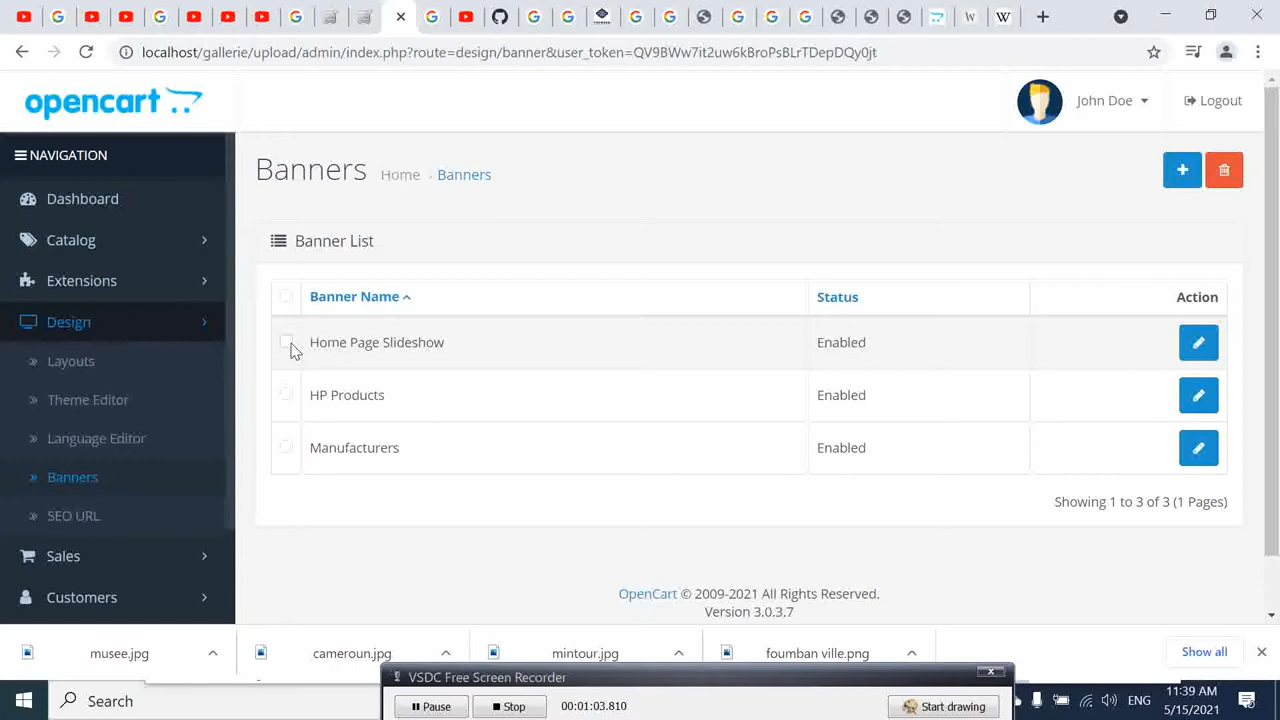 localhost/gallerie/upload/admin/index.php?route=design/banner&user_token=QV9BWw7it2uw6kBroPsBLrTDepDQy0jt
opencart
John Doe
Logout
NAVIGATION
Banners
Home
Banners
Dashboard
Catalog
Extensions
Design
Layouts
Theme Editor
Language Editor
Banners
SEO URL
Sales
Customers
Banner List
Banner Name
Status
Action
Home Page Slideshow
Enabled
HP Products
Enabled
Manufacturers
Enabled
Showing 1 to 3 of 3 (1 Pages)
OpenCart © 2009-2021 All Rights Reserved.
Version 3.0.3.7
musee.jpg
cameroun.jpg
mintour.jpg
foumban ville.png
Show all
VSDC Free Screen Recorder
Pause
Stop
00:01:03.810
Start drawing
Search
ENG
11:39 AM
5/15/2021